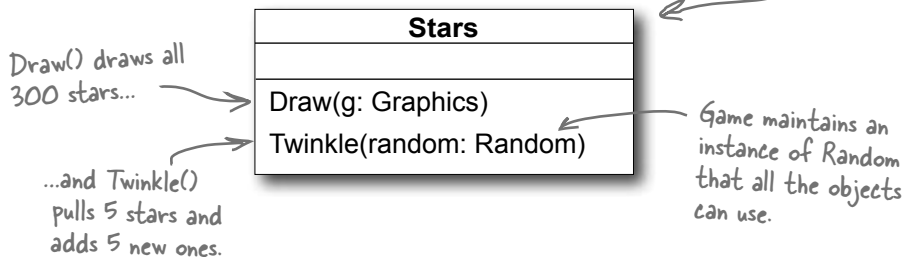 Stars
Draw() draws all
300 stars...
Draw(g: Graphics)
Twinkle(random: Random)
...and Twinkle()
pulls 5 stars and
adds 5 new ones.
Game maintains an
instance of Random
that all the objects
can use.